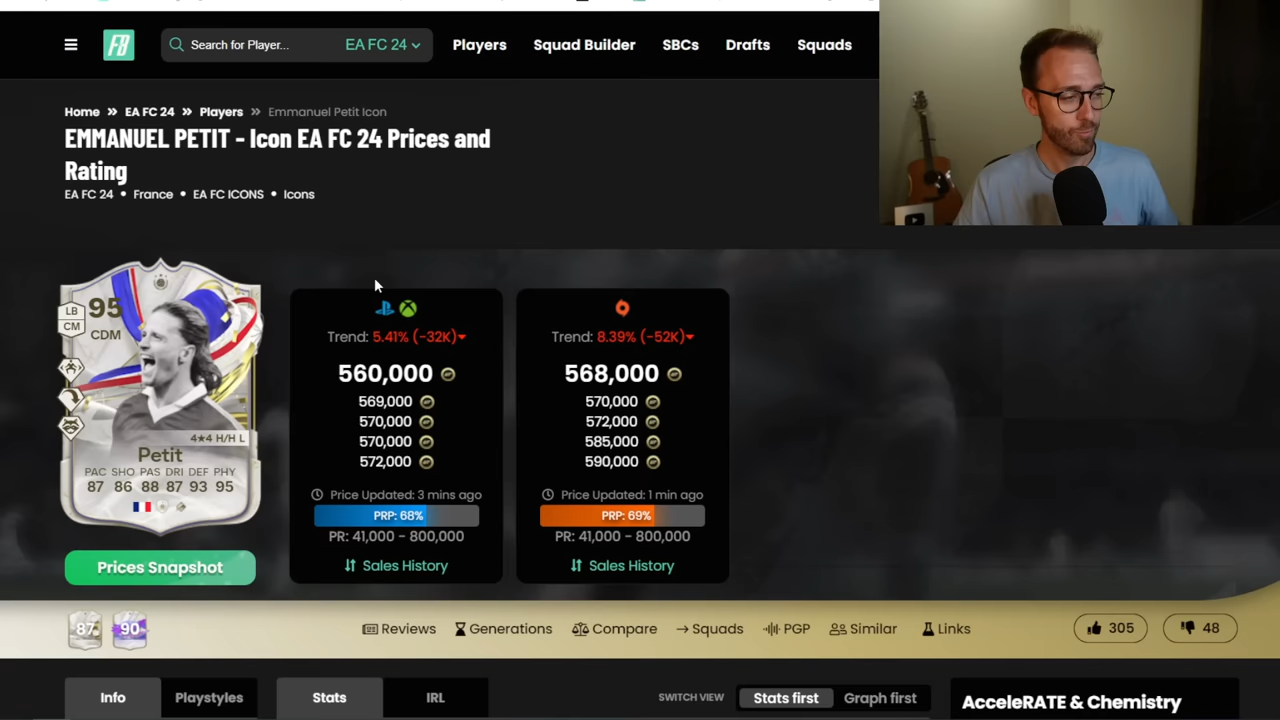 FB
Search for Player...
EA FC 24
Players
Squad Builder
SBCs
Drafts
Squads
Home » EA FC 24 » Players » Emmanuel Petit Icon
EMMANUEL PETIT - Icon EA FC 24 Prices and
Rating
EA FC 24 • France • EA FC ICONS • Icons
95
LB
CM
CDM
4★4 H/H L
Petit
PAC SHO PAS DRI DEF PHY
87 86 88 87 93 95
Prices Snapshot
Trend: 5.41% (-32K)
560,000
569,000
570,000
570,000
572,000
Price Updated: 3 mins ago
PRP: 68%
PR: 41,000 - 800,000
Sales History
Trend: 8.39% (-52K)
568,000
570,000
572,000
585,000
590,000
Price Updated: 1 min ago
PRP: 69%
PR: 41,000 - 800,000
Sales History
87
90
Reviews
Generations
Compare
Squads
PGP
Similar
Links
305
48
Info
Playstyles
Stats
IRL
SWITCH VIEW
Stats first
Graph first
AcceleRATE & Chemistry